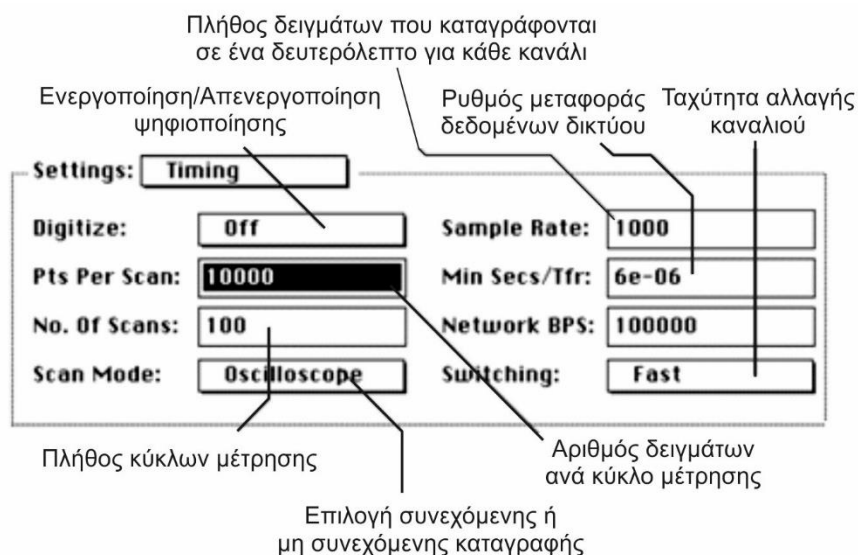 Πλήθος δειγμάτων που καταγράφονται
σε ένα δευτερόλεπτο για κάθε κανάλι
Ενεργοποίηση/Απενεργοποίηση
ψηφιοποίησης
Ρυθμός μεταφοράς
δεδομένων δικτύου
Ταχύτητα αλλαγής
καναλιού
Settings: Timing
Digitize: Off
Sample Rate: 1000
Pts Per Scan: 10000
Min Secs/Tfr: 6e-06
No. Of Scans: 100
Network BPS: 100000
Scan Mode: Oscilloscope
Switching: Fast
Πλήθος κύκλων μέτρησης
Αριθμός δειγμάτων
ανά κύκλο μέτρησης
Επιλογή συνεχόμενης ή
μη συνεχόμενης καταγραφής